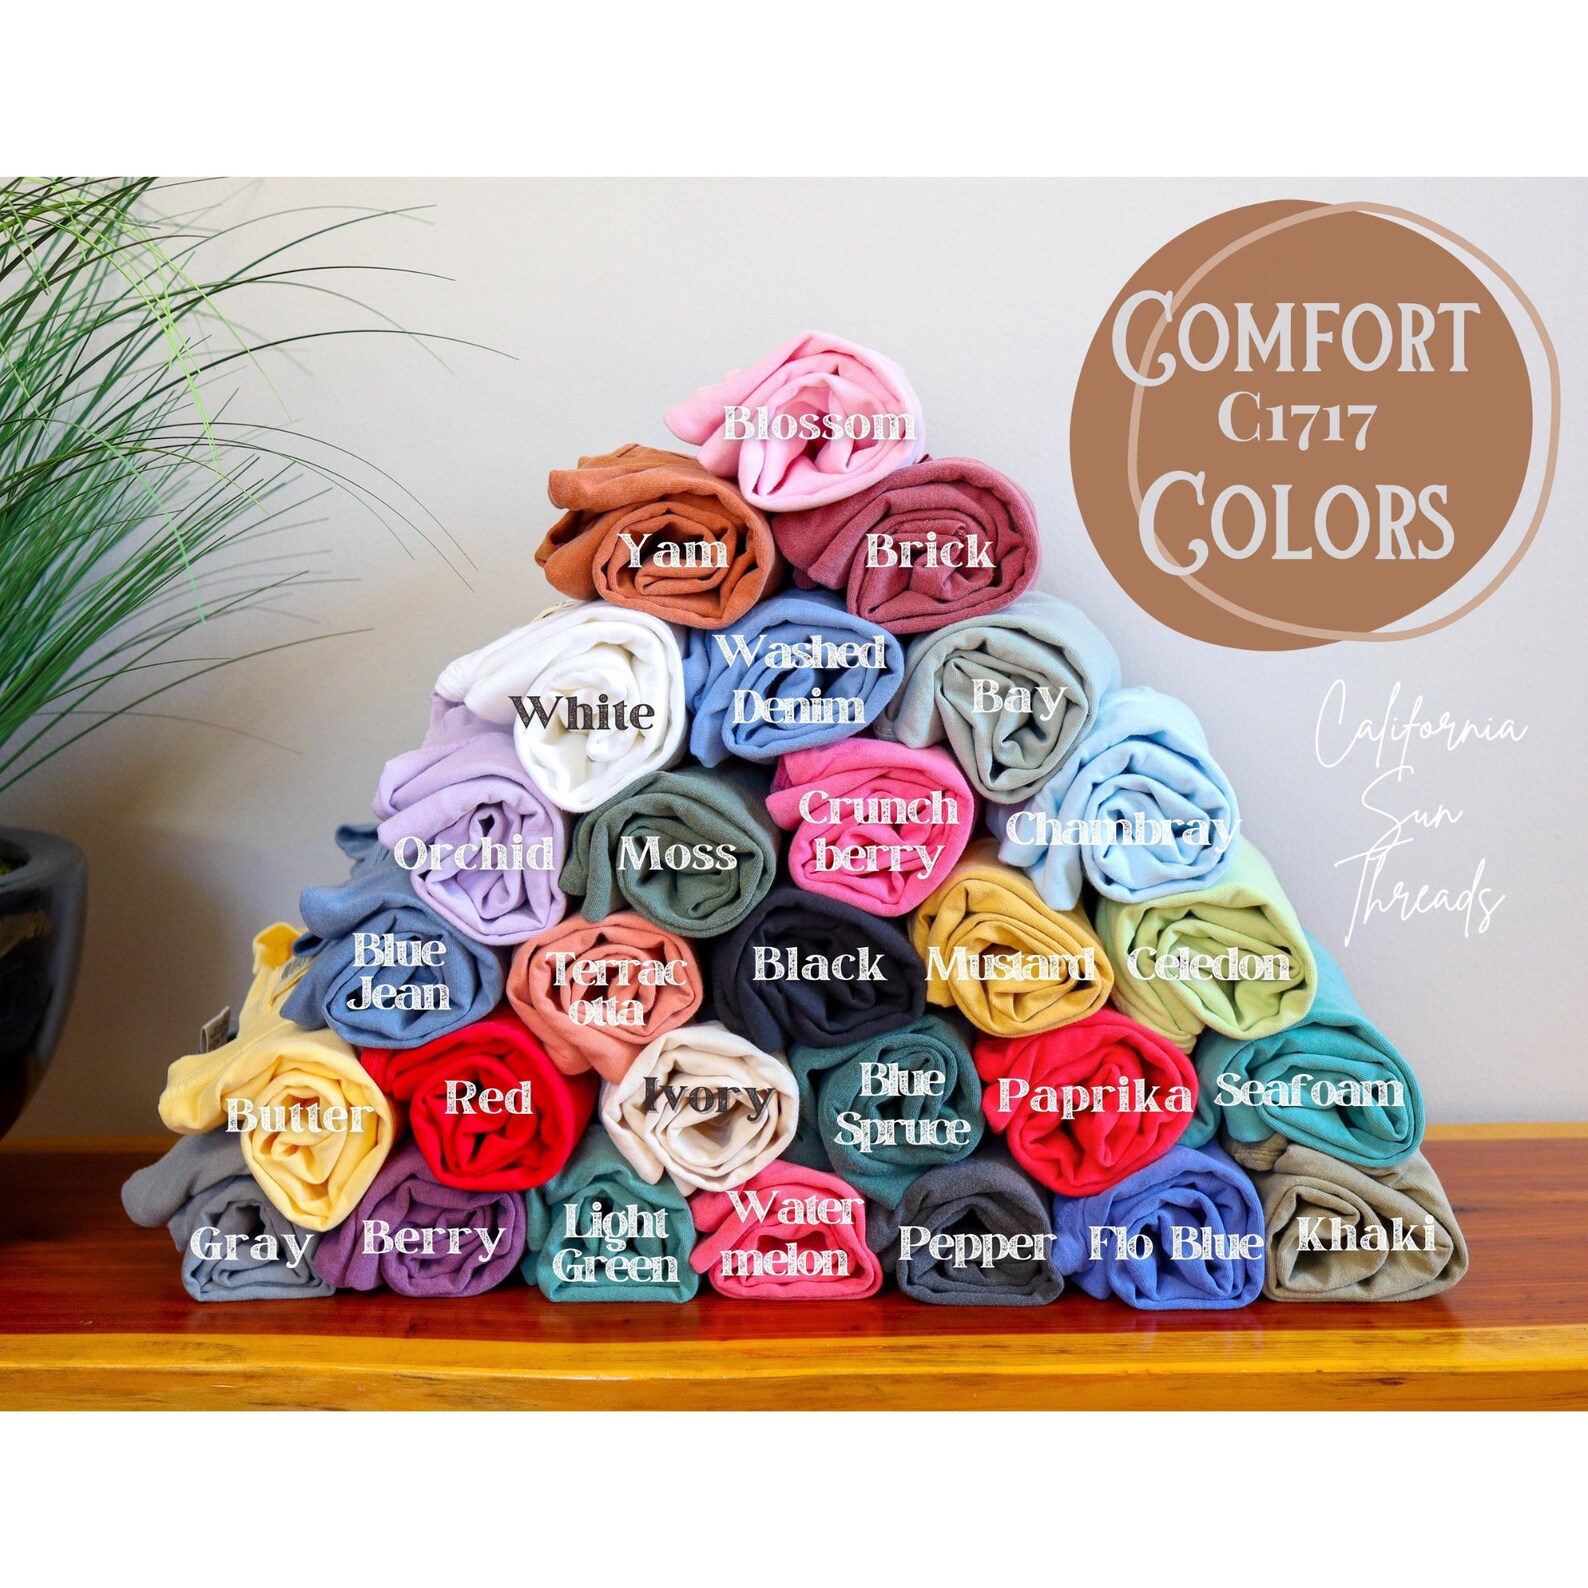 Comfort
C1717
Colors
California
Sun
Threads
Blossom
Yam
Brick
White
Washed
Denim
Bay
Orchid
Moss
Crunch
berry
Chambray
Blue
Jean
Terrac
otta
Black
Mustard
Celedon
Butter
Red
Ivory
Blue
Spruce
Paprika
Seafoam
Gray
Berry
Light
Green
Water
melon
Pepper
Flo Blue
Khaki